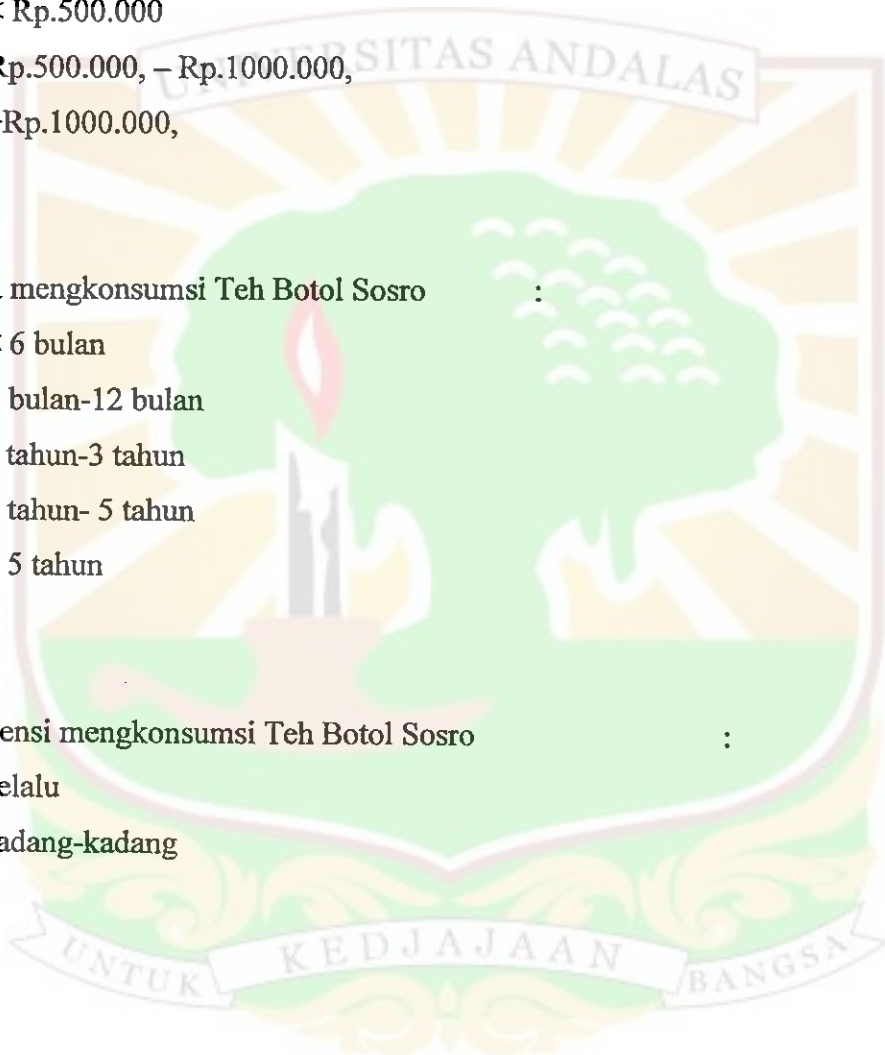 < Rp.500.000
Rp.500.000, – Rp.1000.000,
Rp.1000.000,
UNIVERSITAS ANDALAS
mengkonsumsi Teh Botol Sosro :
6 bulan
bulan-12 bulan
tahun-3 tahun
tahun- 5 tahun
5 tahun
ensi mengkonsumsi Teh Botol Sosro :
elalu
adang-kadang
UNTUK KEDJAJAAN BANGSA